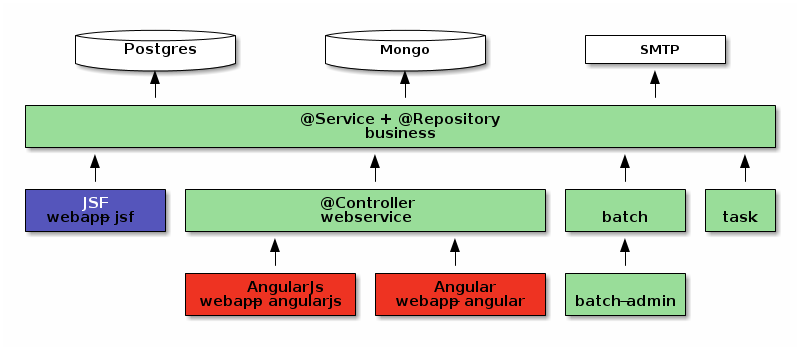 Postgres
Mongo
SMTP
@Service + @Repository
business
JSF
webapp-jsf
@Controller
webservice
batch
task
AngularJs
webapp-angularjs
Angular
webapp-angular
batch-admin